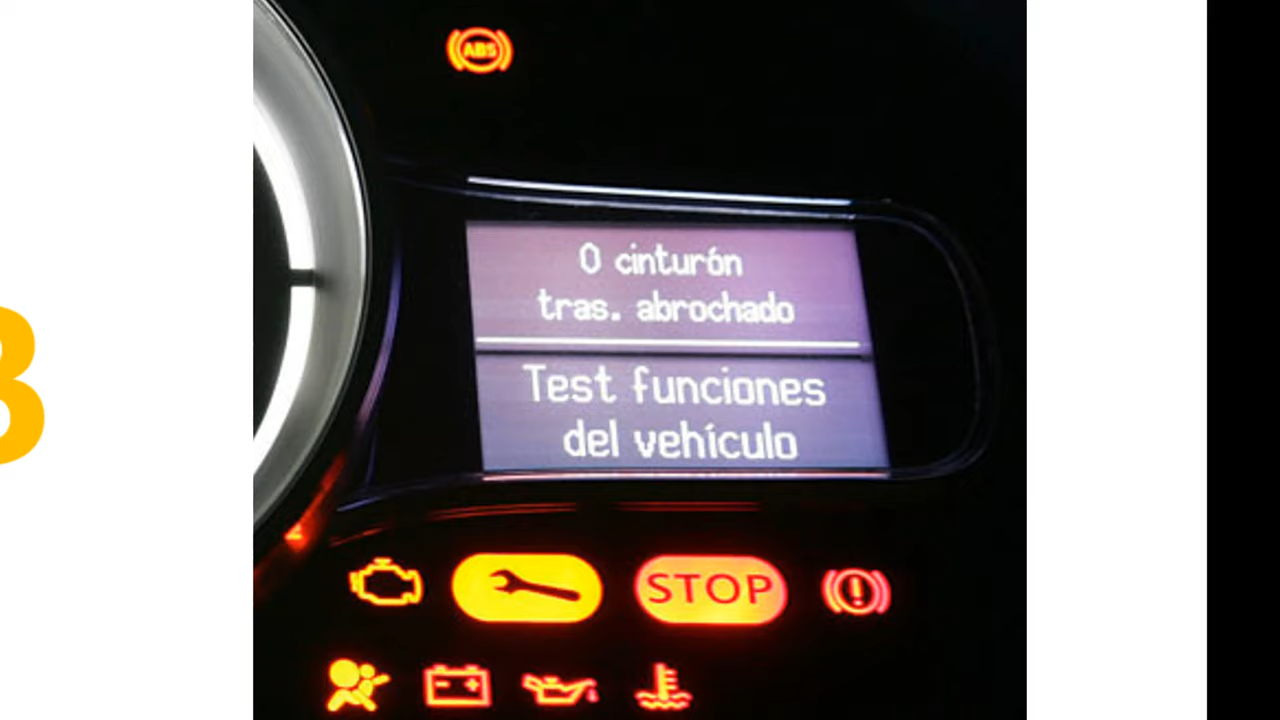 ABS
0 cinturón
tras. abrochado
Test funciones
del vehículo
STOP